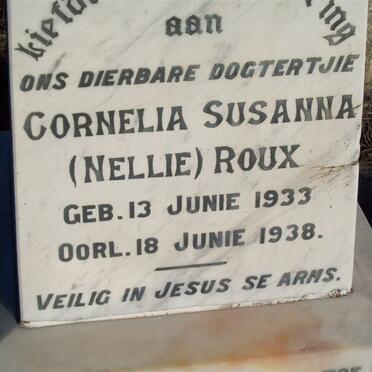 aan
ONS DIERBARE DOGTERTJIE
CORNELIA SUSANNA
(NELLIE) ROUX
GEB. 13 JUNIE 1933
OORL. 18 JUNIE 1938.
VEILIG IN JESUS SE ARMS.